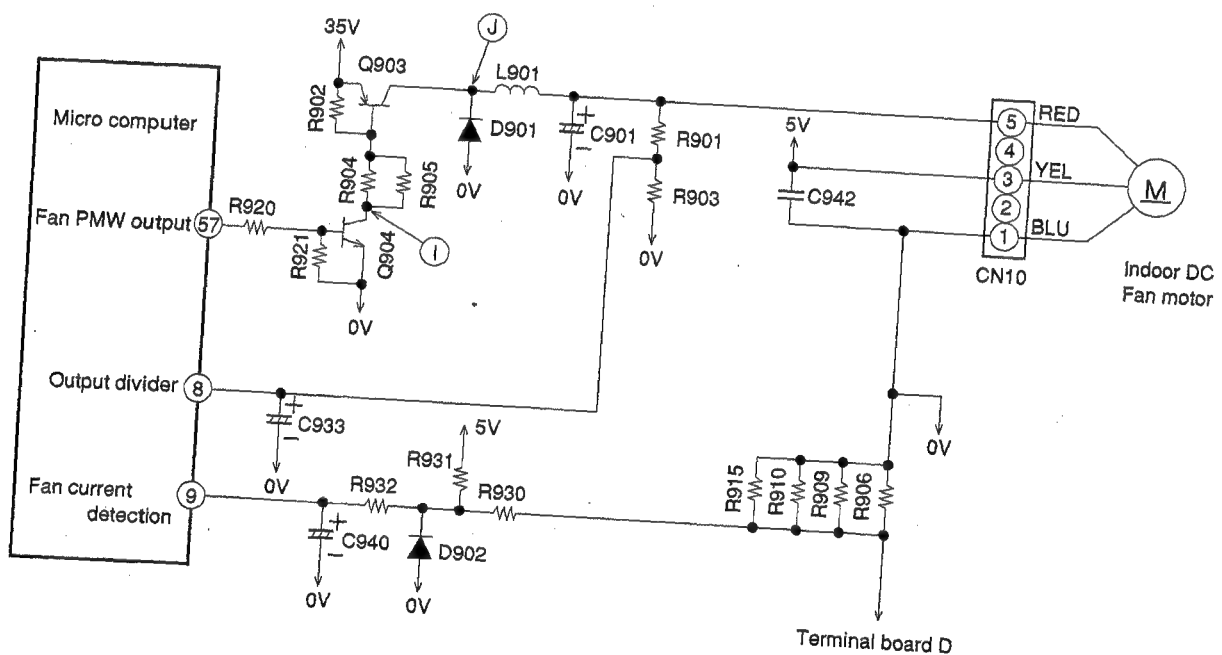 35V
J
Q903
L901
R902
Micro computer
D901
C901
+
−
R901
5V
5
RED
4
0V
R904
R905
3
YEL
M
Fan PMW output
57
R920
R903
C942
2
R921
Q904
I
1
BLU
0V
CN10
Indoor DC
Fan motor
0V
Output divider
8
C933
+
−
5V
R931
0V
0V
R915
R910
R909
R906
Fan current
detection
9
R932
R930
C940
+
−
D902
0V
0V
Terminal board D